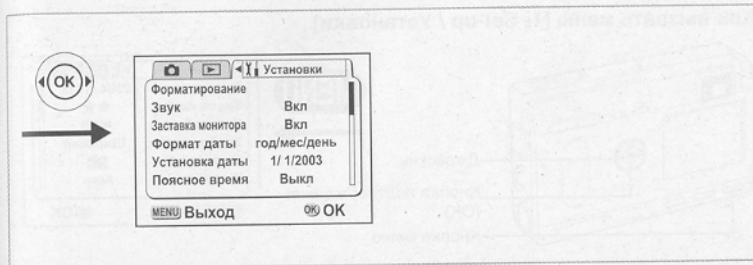 OK
Установки
Форматирование
Звук Вкл
Заставка монитора Вкл
Формат даты год/мес/день
Установка даты 1/ 1/2003
Поясное время Выкл
MENU Выход OK OK